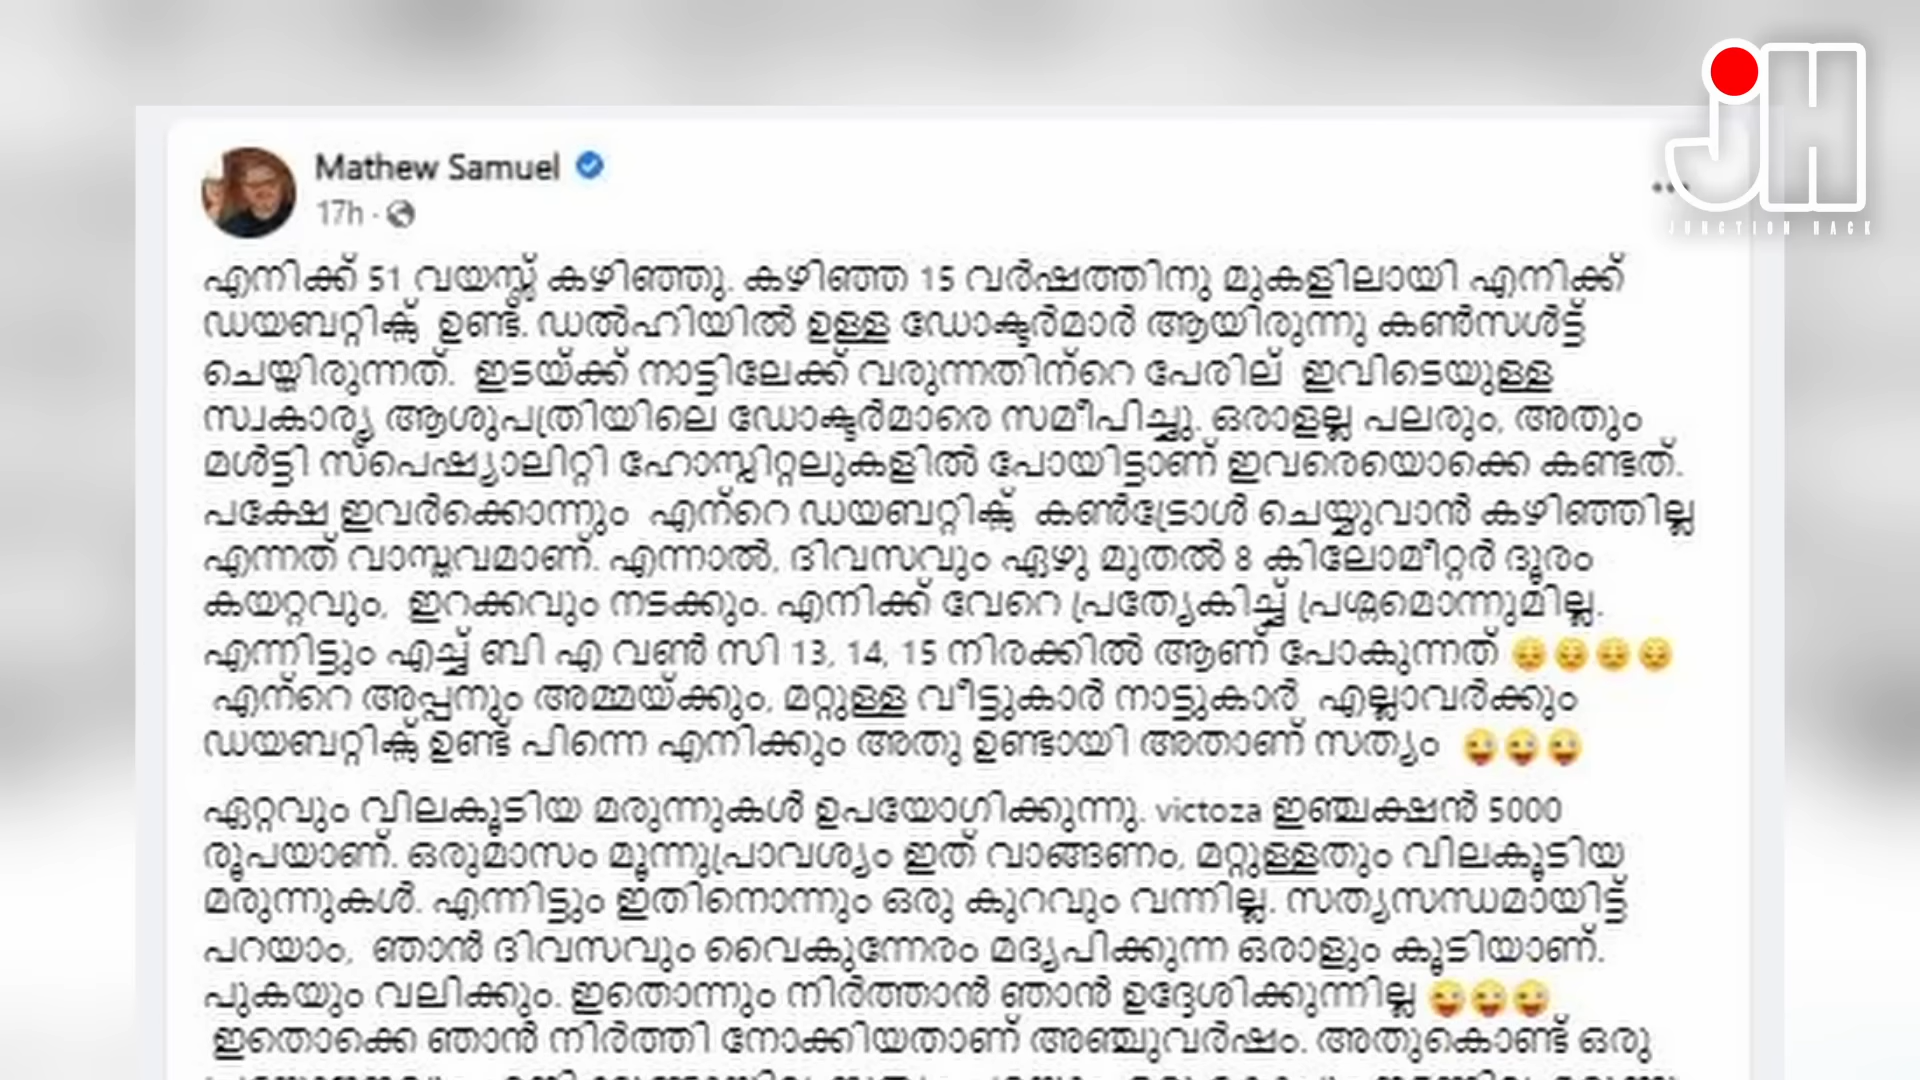 JH
JUNCTION HACK
Mathew Samuel
17h ·
എനിക്ക് 51 വയസ്സ് കഴിഞ്ഞു. കഴിഞ്ഞ 15 വർഷത്തിനു മുകളിലായി എനിക്ക്
ഡയബറ്റിക്സ് ഉണ്ട്. ഡൽഹിയിൽ ഉള്ള ഡോക്ടർമാർ ആയിരുന്നു കൺസൾട്ട്
ചെയ്തിരുന്നത്. ഇടയ്ക്ക് നാട്ടിലേക്ക് വരുന്നതിന്റെ പേരില് ഇവിടെയുള്ള
സ്വകാര്യ ആശുപത്രിയിലെ ഡോക്ടർമാരെ സമീപിച്ചു. ഒരാളല്ല പലരും, അതും
മൾട്ടി സ്പെഷ്യാലിറ്റി ഹോസ്പിറ്റലുകളിൽ പോയിട്ടാണ് ഇവരെയൊക്കെ കണ്ടത്.
പക്ഷേ ഇവർക്കൊന്നും എന്റെ ഡയബറ്റിക്സ് കൺട്രോൾ ചെയ്യുവാൻ കഴിഞ്ഞില്ല
എന്നത് വാസ്തവമാണ്. എന്നാൽ, ദിവസവും ഏഴു മുതൽ 8 കിലോമീറ്റർ ദൂരം
കയറ്റവും, ഇറക്കവും നടക്കും. എനിക്ക് വേറെ പ്രത്യേകിച്ച് പ്രശ്നമൊന്നുമില്ല.
എന്നിട്ടും എച്ച് ബി എ വൺ സി 13, 14, 15 നിരക്കിൽ ആണ് പോകുന്നത് 😔😔😔😔
എന്റെ അപ്പനും അമ്മയ്ക്കും, മറ്റുള്ള വീട്ടുകാർ നാട്ടുകാർ എല്ലാവർക്കും
ഡയബറ്റിക്സ് ഉണ്ട് പിന്നെ എനിക്കും അതു ഉണ്ടായി അതാണ് സത്യം 😜😜😜
ഏറ്റവും വിലകൂടിയ മരുന്നുകൾ ഉപയോഗിക്കുന്നു. victoza ഇഞ്ചക്ഷൻ 5000
രൂപയാണ്. ഒരുമാസം മൂന്നുപ്രാവശ്യം ഇത് വാങ്ങണം, മറ്റുള്ളതും വിലകൂടിയ
മരുന്നുകൾ. എന്നിട്ടും ഇതിനൊന്നും ഒരു കുറവും വന്നില്ല. സത്യസന്ധമായിട്ട്
പറയാം, ഞാൻ ദിവസവും വൈകുന്നേരം മദ്യപിക്കുന്ന ഒരാളും കൂടിയാണ്.
പുകയും വലിക്കും. ഇതൊന്നും നിർത്താൻ ഞാൻ ഉദ്ദേശിക്കുന്നില്ല 😜😜😜
ഇതൊക്കെ ഞാൻ നിർത്തി നോക്കിയതാണ് അഞ്ചുവർഷം. അതുകൊണ്ട് ഒരു